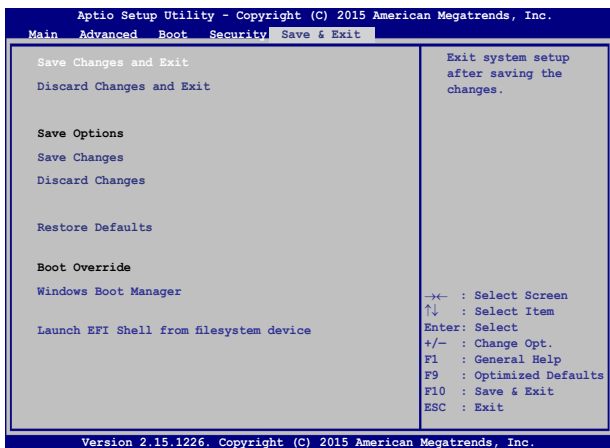 Aptio Setup Utility - Copyright (C) 2015 American Megatrends, Inc.
Main Advanced Boot Security Save & Exit
Save Changes and Exit
Discard Changes and Exit
Save Options
Save Changes
Discard Changes
Restore Defaults
Boot Override
Windows Boot Manager
Launch EFI Shell from filesystem device
Exit system setup
after saving the
changes.
→← : Select Screen
↑↓ : Select Item
Enter: Select
+/— : Change Opt.
F1 : General Help
F9 : Optimized Defaults
F10 : Save & Exit
ESC : Exit
Version 2.15.1226. Copyright (C) 2015 American Megatrends, Inc.